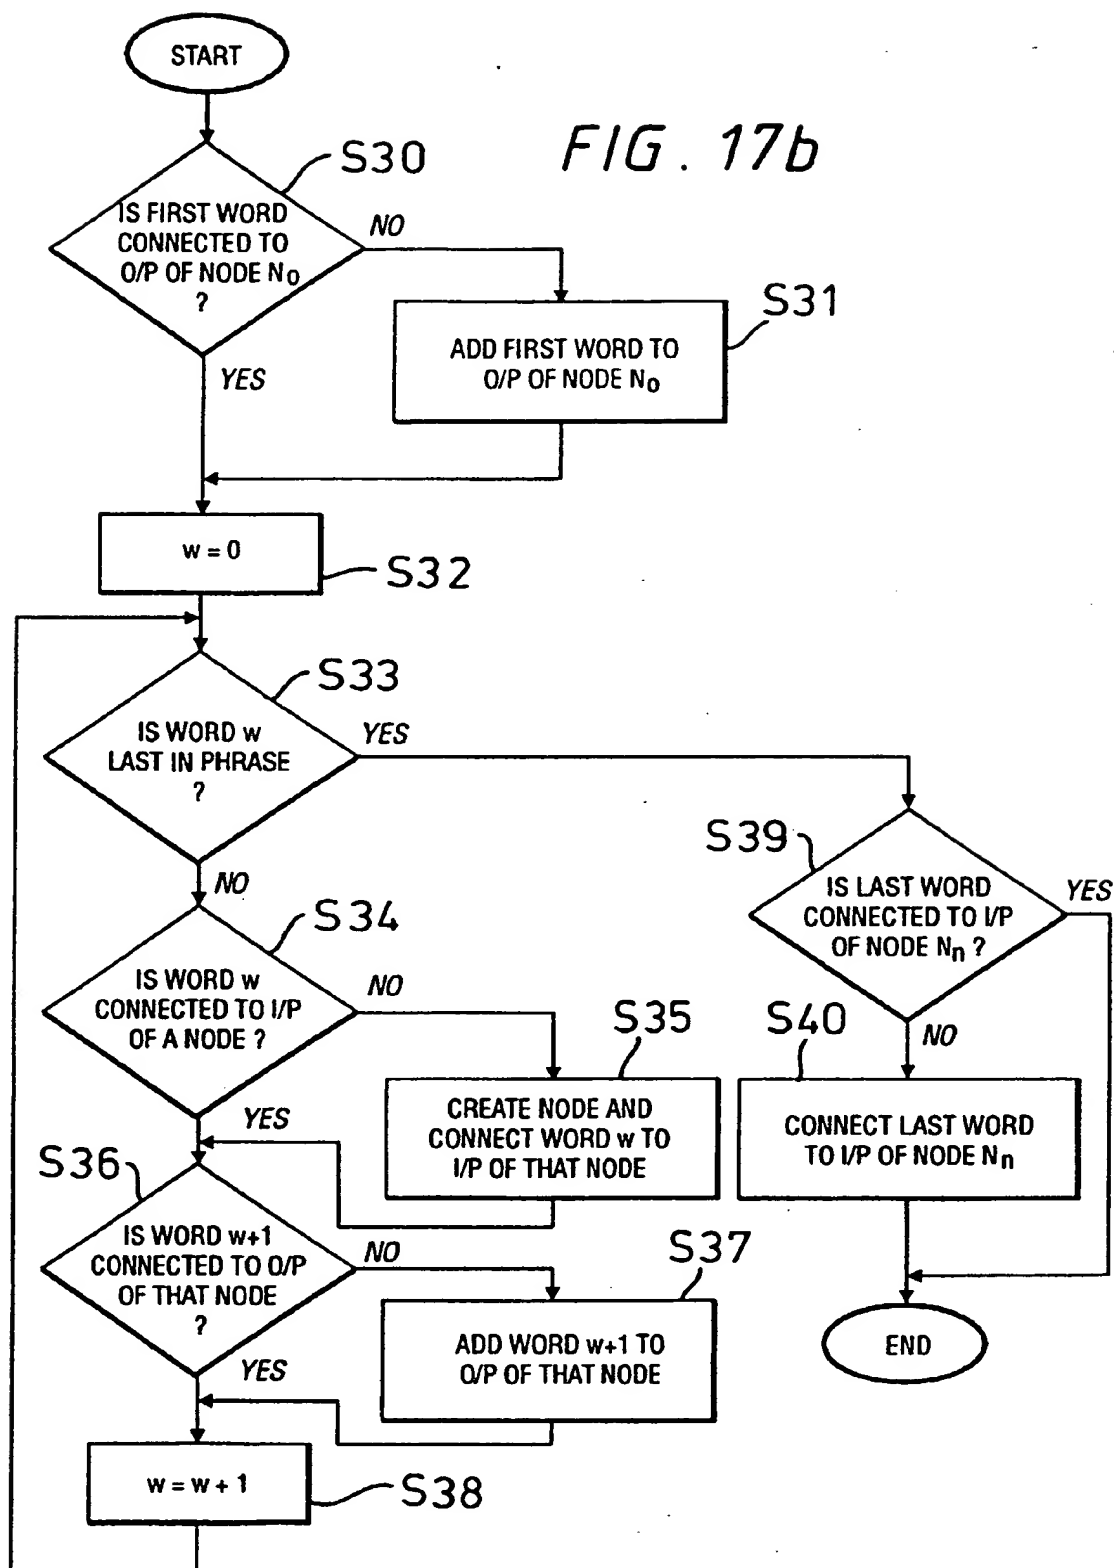 START
FIG. 17b
S30
IS FIRST WORD
CONNECTED TO
O/P OF NODE N₀
?
NO
YES
S31
ADD FIRST WORD TO
O/P OF NODE N₀
w = 0
S32
S33
IS WORD w
LAST IN PHRASE
?
YES
NO
S39
IS LAST WORD
CONNECTED TO I/P
OF NODE Nₙ ?
YES
NO
S34
IS WORD w
CONNECTED TO I/P
OF A NODE ?
NO
YES
S35
CREATE NODE AND
CONNECT WORD w TO
I/P OF THAT NODE
S40
CONNECT LAST WORD
TO I/P OF NODE Nₙ
S36
IS WORD w+1
CONNECTED TO O/P
OF THAT NODE
?
NO
YES
S37
ADD WORD w+1 TO
O/P OF THAT NODE
END
w = w + 1
S38